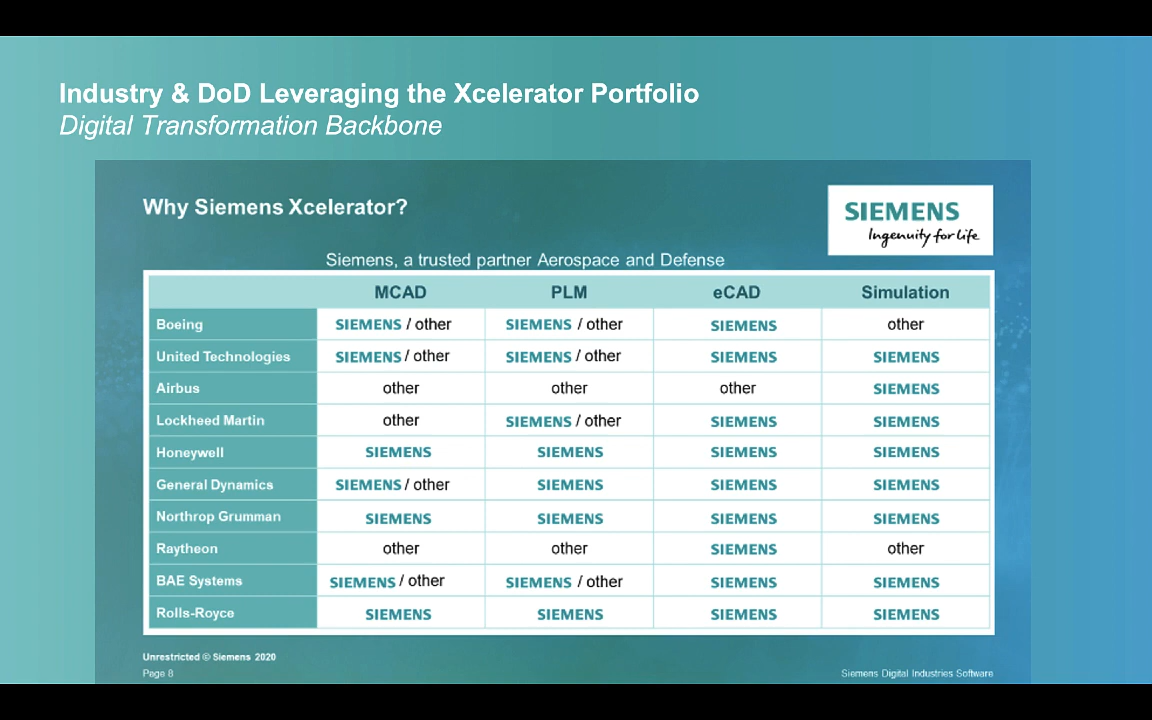 Industry & DoD Leveraging the Xcelerator Portfolio
Digital Transformation Backbone
Why Siemens Xcelerator?
SIEMENS
Ingenuity for life
Siemens, a trusted partner Aerospace and Defense
MCAD PLM eCAD Simulation
Boeing SIEMENS / other SIEMENS / other SIEMENS other
United Technologies SIEMENS / other SIEMENS / other SIEMENS SIEMENS
Airbus other other other SIEMENS
Lockheed Martin other SIEMENS / other SIEMENS SIEMENS
Honeywell SIEMENS SIEMENS SIEMENS SIEMENS
General Dynamics SIEMENS / other SIEMENS SIEMENS SIEMENS
Northrop Grumman SIEMENS SIEMENS SIEMENS SIEMENS
Raytheon other other SIEMENS other
BAE Systems SIEMENS / other SIEMENS / other SIEMENS SIEMENS
Rolls-Royce SIEMENS SIEMENS SIEMENS SIEMENS
Unrestricted © Siemens 2020
Page 8 Siemens Digital Industries Software